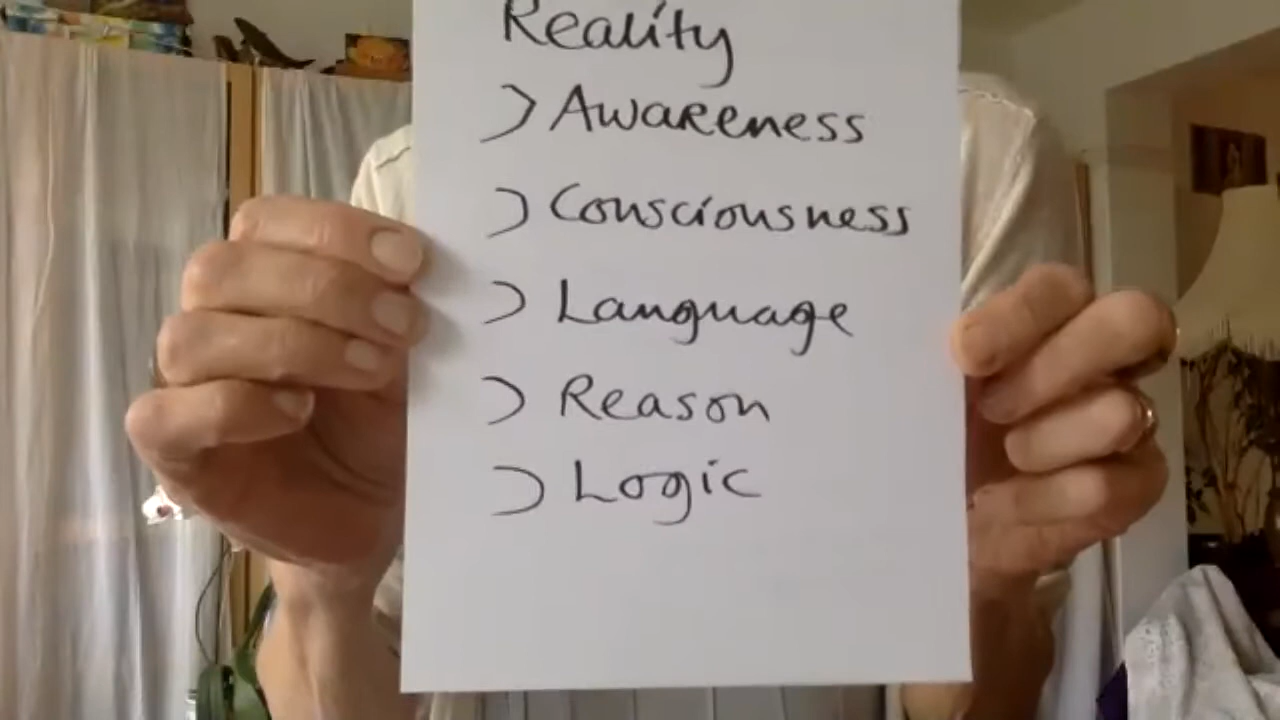 Reality
> Awareness
> Consciousness
> Language
> Reason
> Logic